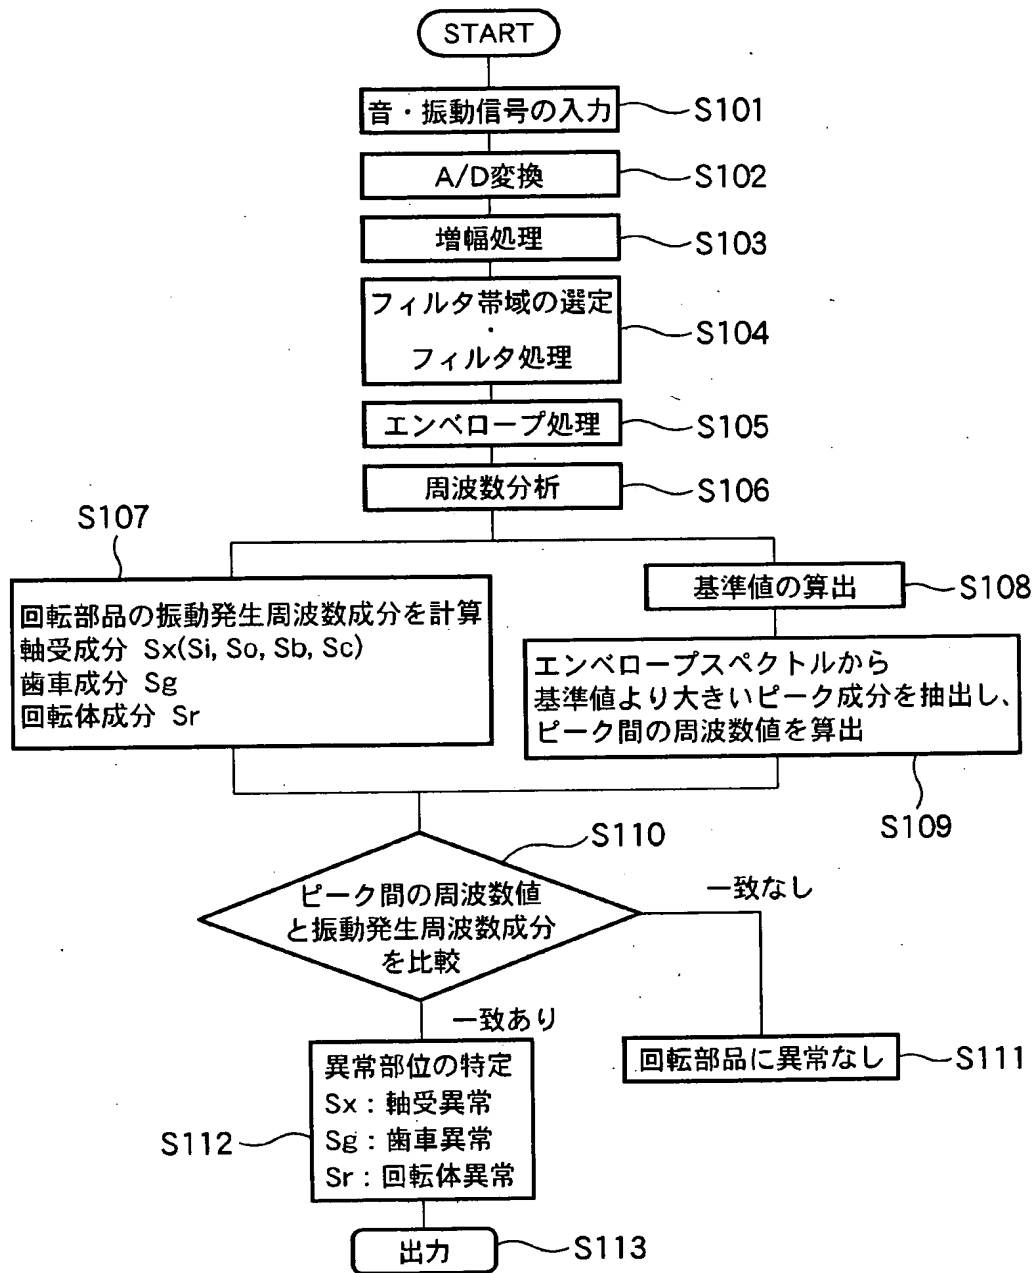 START
音・振動信号の入力
S101
A/D変換
S102
増幅処理
S103
フィルタ帯域の選定
・
フィルタ処理
S104
エンベロープ処理
S105
周波数分析
S106
S107
回転部品の振動発生周波数成分を計算
軸受成分 Sx(Si, So, Sb, Sc)
歯車成分 Sg
回転体成分 Sr
基準値の算出
S108
エンベロープスペクトルから
基準値より大きいピーク成分を抽出し、
ピーク間の周波数値を算出
S109
S110
ピーク間の周波数値
と振動発生周波数成分
を比較
一致なし
一致あり
回転部品に異常なし
S111
異常部位の特定
Sx : 軸受異常
Sg : 歯車異常
Sr : 回転体異常
S112
出力
S113